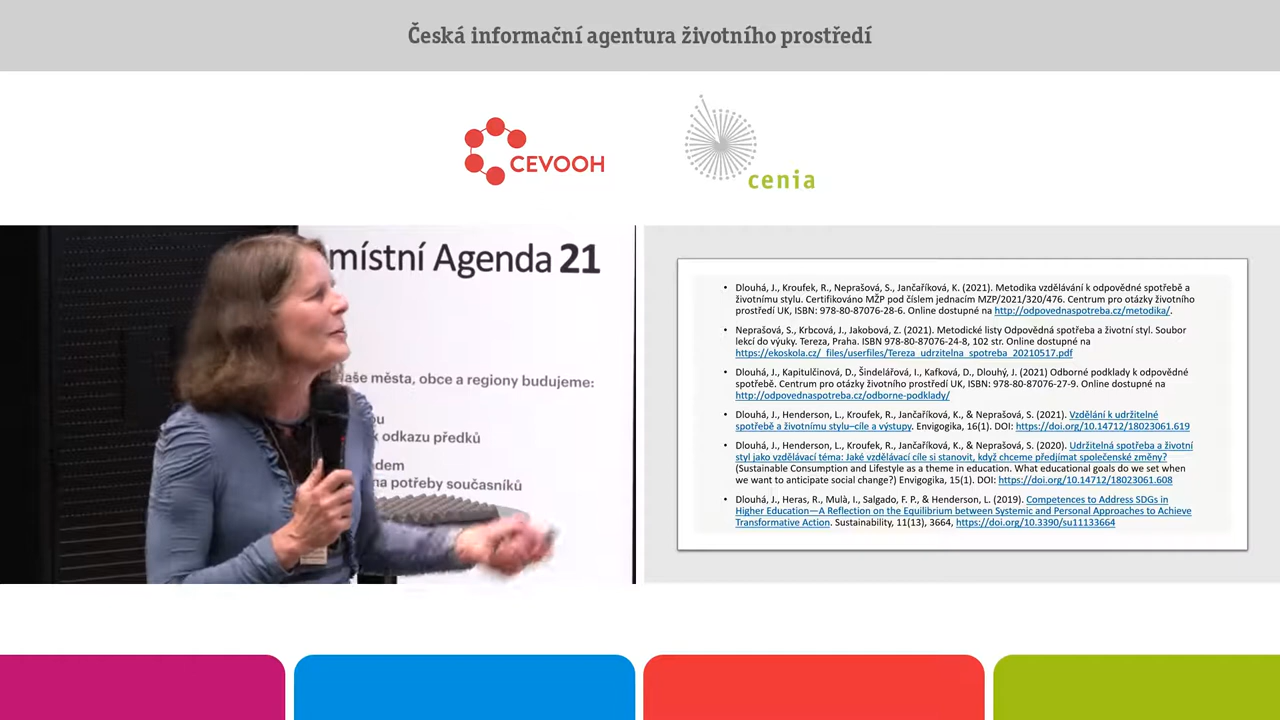 Česká informační agentura životního prostředí
CEVOOH
cenia
místní Agenda 21
Naše města, obce a regiony budujeme:
k odkazu předků
na potřeby současníků
• Dlouhá, J., Kroufek, R., Neprašová, S., Jančaříková, K. (2021). Metodika vzdělávání k odpovědné spotřebě a
životnímu stylu. Certifikováno MŽP pod číslem jednacím MZP/2021/320/476. Centrum pro otázky životního
prostředí UK, ISBN: 978-80-87076-28-6. Online dostupné na http://odpovednaspotreba.cz/metodika/.
• Neprašová, S., Krbcová, J., Jakobová, Z. (2021). Metodické listy Odpovědná spotřeba a životní styl. Soubor
lekcí do výuky. Tereza, Praha. ISBN 978-80-87076-24-8, 102 str. Online dostupné na
https://ekoskola.cz/_files/userfiles/Tereza_udrzitelna_spotreba_20210517.pdf
• Dlouhá, J., Kapitulčinová, D., Šindelářová, I., Kafková, D., Dlouhý, J. (2021) Odborné podklady k odpovědné
spotřebě. Centrum pro otázky životního prostředí UK, ISBN: 978-80-87076-27-9. Online dostupné na
http://odpovednaspotreba.cz/odborne-podklady/
• Dlouhá, J., Henderson, L., Kroufek, R., Jančaříková, K., & Neprašová, S. (2021). Vzdělání k udržitelné
spotřebě a životnímu stylu–cíle a výstupy. Envigogika, 16(1). DOI: https://doi.org/10.14712/18023061.619
• Dlouhá, J., Henderson, L., Kroufek, R., Jančaříková, K., & Neprašová, S. (2020). Udržitelná spotřeba a životní
styl jako vzdělávací téma: Jaké vzdělávací cíle si stanovit, když chceme předjímat společenské změny?
(Sustainable Consumption and Lifestyle as a theme in education. What educational goals do we set when
we want to anticipate social change?) Envigogika, 15(1). DOI: https://doi.org/10.14712/18023061.608
• Dlouhá, J., Heras, R., Mulà, I., Salgado, F. P., & Henderson, L. (2019). Competences to Address SDGs in
Higher Education—A Reflection on the Equilibrium between Systemic and Personal Approaches to Achieve
Transformative Action. Sustainability, 11(13), 3664, https://doi.org/10.3390/su11133664